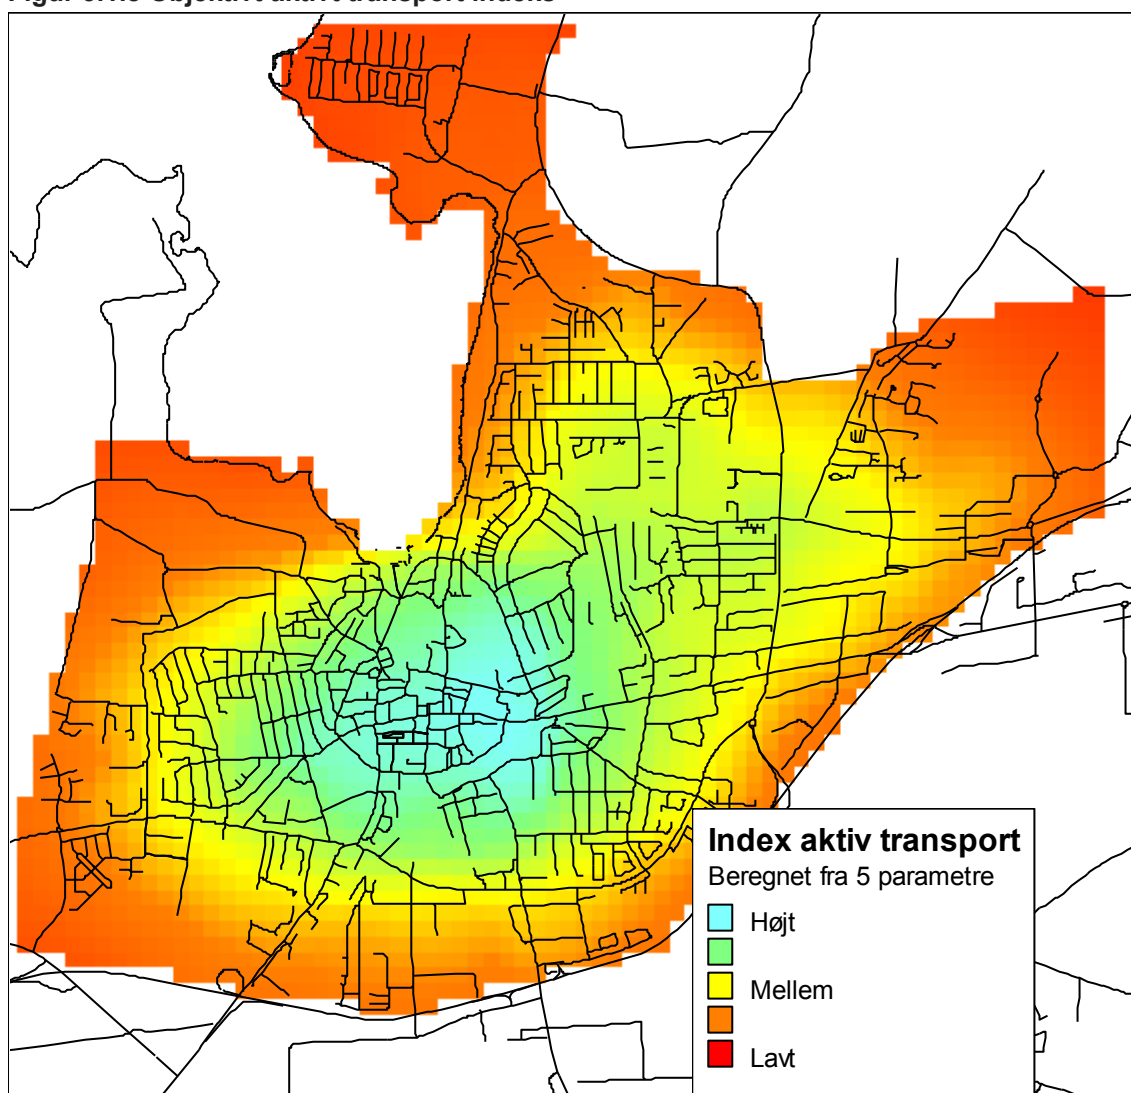 Index aktiv transport
Beregnet fra 5 parametre
Højt
Mellem
Lavt